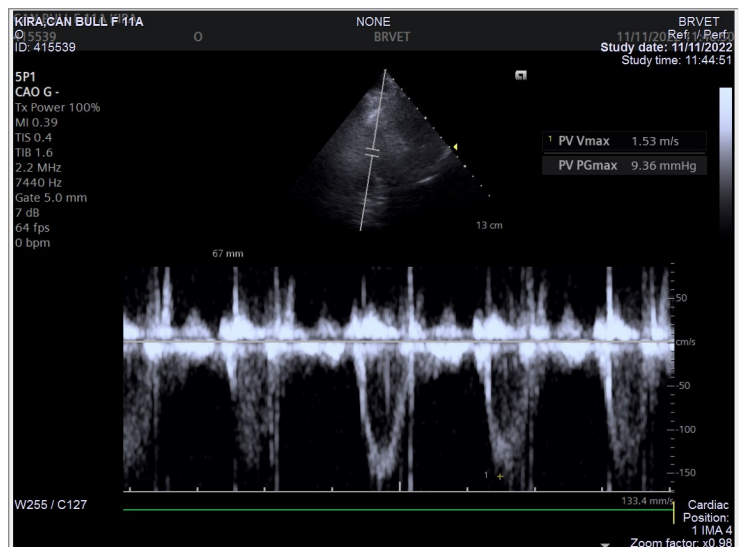 KIRA,CAN BULL F 11A
NONE
BRVET
O
BRVET
Ref. / Perf.
ID: 415539
Study date: 11/11/2022
Study time: 11:44:51
5P1
CAO G -
Tx Power 100%
MI 0.39
TIS 0.4
TIB 1.6
2.2 MHz
7440 Hz
Gate 5.0 mm
7 dB
64 fps
0 bpm
1 PV Vmax 1.53 m/s
PV PGmax 9.36 mmHg
13 cm
67 mm
50
cm/s
-50
-100
-150
1
133.4 mm/s
W255 / C127
Cardiac
Position:
1 IMA 4
Zoom factor: x0.98